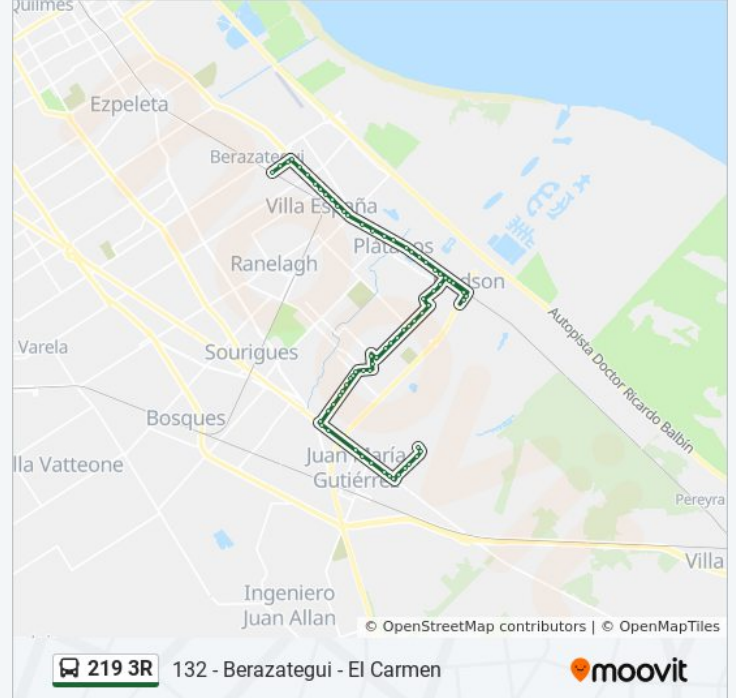 Quilmes
Ezpeleta
Berazategui
Villa España
Plátanos
Hudson
Ranelagh
Autopista Doctor Ricardo Balbín
Varela
Sourigues
Bosques
Juan María
Gutiérrez
lla Vatteone
Pereyra
Villa
Ingeniero
Juan Allan
© OpenStreetMap contributors | © OpenMapTiles
219 3R 132 - Berazategui - El Carmen moovit